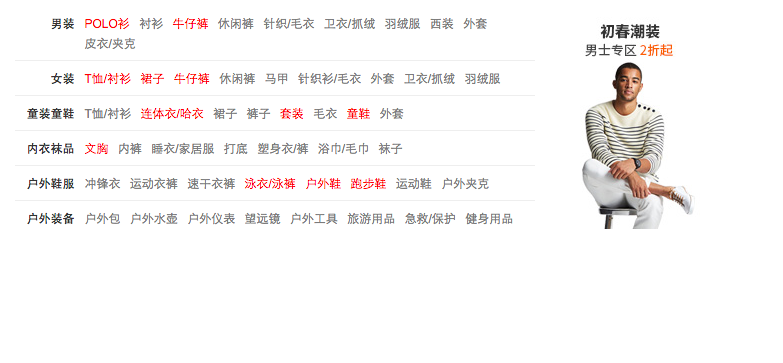 男装 POLO衫 衬衫 牛仔裤 休闲裤 针织/毛衣 卫衣/抓绒 羽绒服 西装 外套
皮衣/夹克
女装 T恤/衬衫 裙子 牛仔裤 休闲裤 马甲 针织衫/毛衣 外套 卫衣/抓绒 羽绒服
童装童鞋 T恤/衬衫 连体衣/哈衣 裙子 裤子 套装 毛衣 童鞋 外套
内衣袜品 文胸 内裤 睡衣/家居服 打底 塑身衣/裤 浴巾/毛巾 袜子
户外鞋服 冲锋衣 运动衣裤 速干衣裤 泳衣/泳裤 户外鞋 跑步鞋 运动鞋 户外夹克
户外装备 户外包 户外水壶 户外仪表 望远镜 户外工具 旅游用品 急救/保护 健身用品
初春潮装
男士专区 2折起